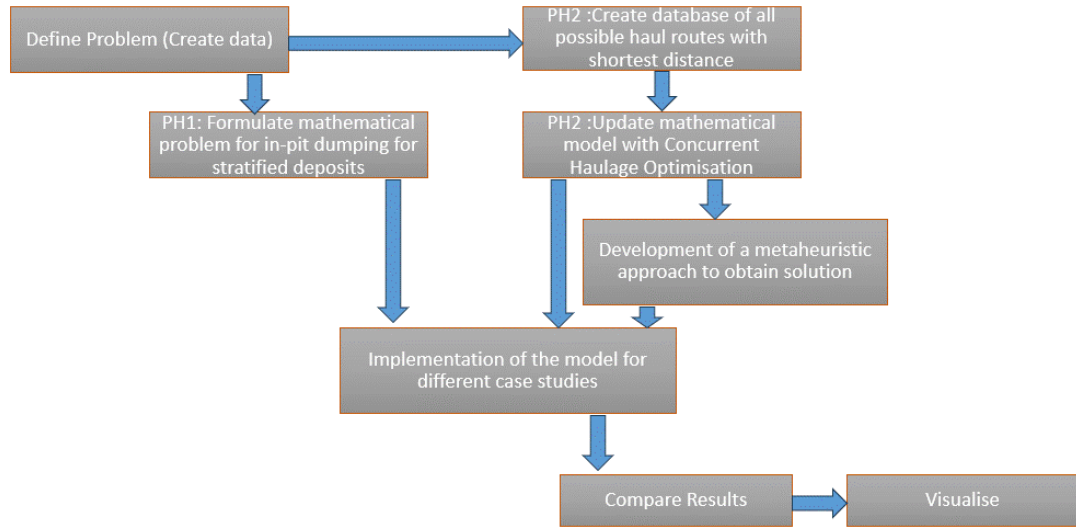 Define Problem (Create data)
PH2 :Create database of all
possible haul routes with
shortest distance
PH1: Formulate mathematical
problem for in-pit dumping for
stratified deposits
PH2 :Update mathematical
model with Concurrent
Haulage Optimisation
Development of a metaheuristic
approach to obtain solution
Implementation of the model for
different case studies
Compare Results
Visualise